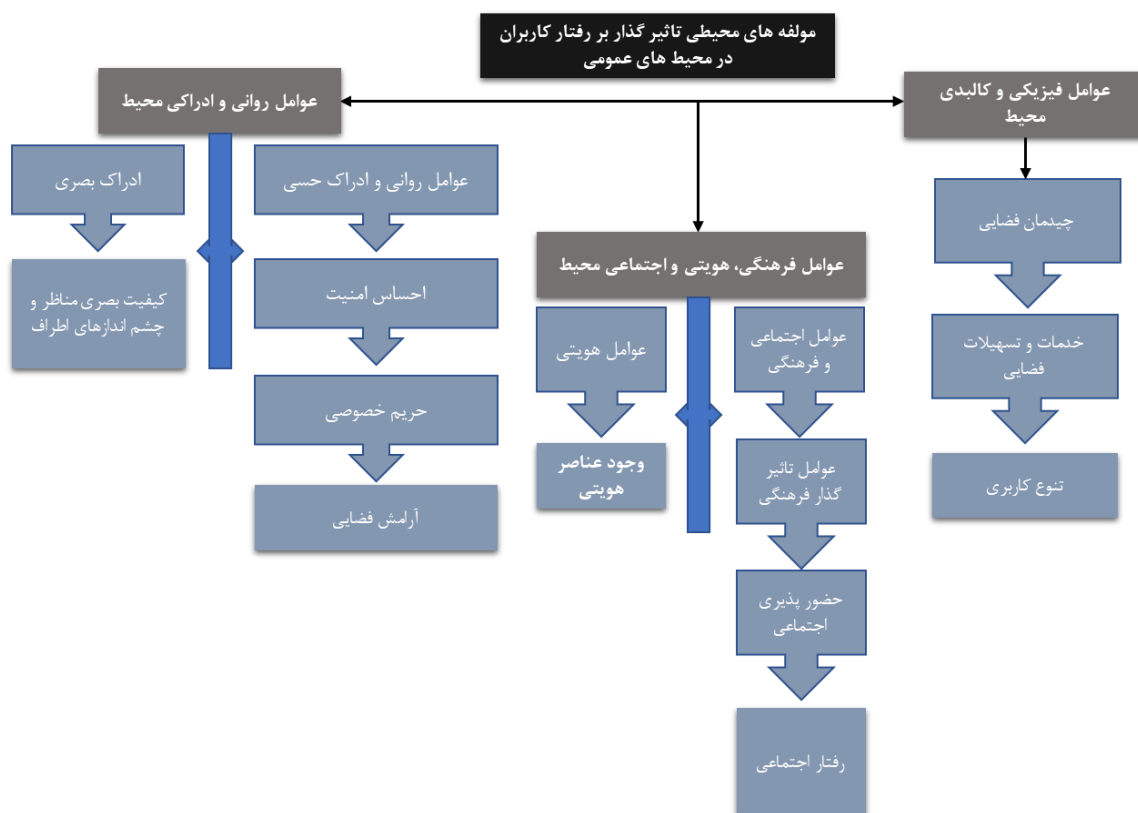 مولفه های محیطی تاثیر گذار بر رفتار کاربران
در محیط های عمومی
عوامل فیزیکی و کالبدی
محیط
چیدمان فضایی
خدمات و تسهیلات
فضایی
تنوع کاربری
عوامل فرهنگی، هویتی و اجتماعی محیط
عوامل اجتماعی
و فرهنگی
عوامل تاثیر
گذار فرهنگی
حضور پذیری
اجتماعی
رفتار اجتماعی
عوامل هویتی
وجود عناصر
هویتی
عوامل روانی و ادراکی محیط
عوامل روانی و ادراک حسی
احساس امنیت
حریم خصوصی
آرامش فضایی
ادراک بصری
کیفیت بصری مناظر و
چشم اندازهای اطراف